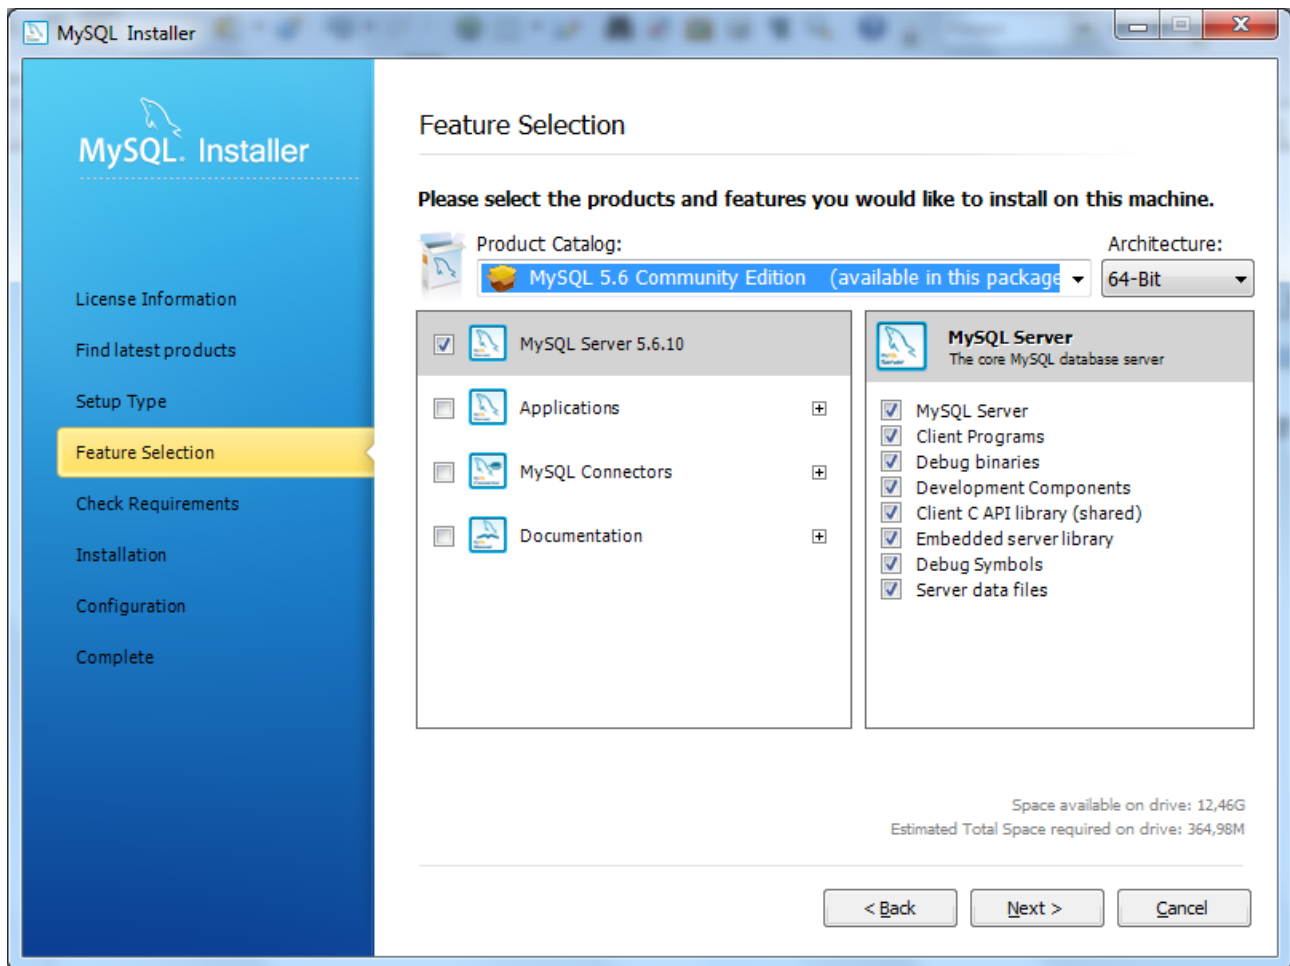 MySQL Installer
MySQL. Installer
License Information
Find latest products
Setup Type
Feature Selection
Check Requirements
Installation
Configuration
Complete
Feature Selection
Please select the products and features you would like to install on this machine.
Product Catalog:
Architecture:
MySQL 5.6 Community Edition (available in this package
64-Bit
MySQL Server 5.6.10
Applications
MySQL Connectors
Documentation
MySQL Server
The core MySQL database server
MySQL Server
Client Programs
Debug binaries
Development Components
Client C API library (shared)
Embedded server library
Debug Symbols
Server data files
Space available on drive: 12,46G
Estimated Total Space required on drive: 364,98M
< Back
Next >
Cancel